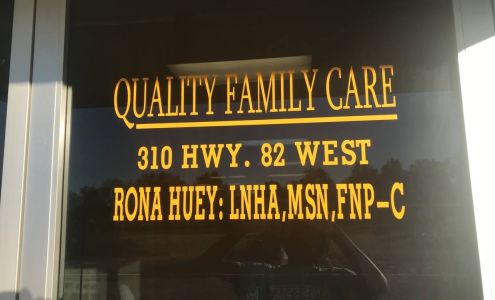 QUALITY FAMILY CARE
310 HWY. 82 WEST
RONA HUEY: LNHA,MSN,FNP-C